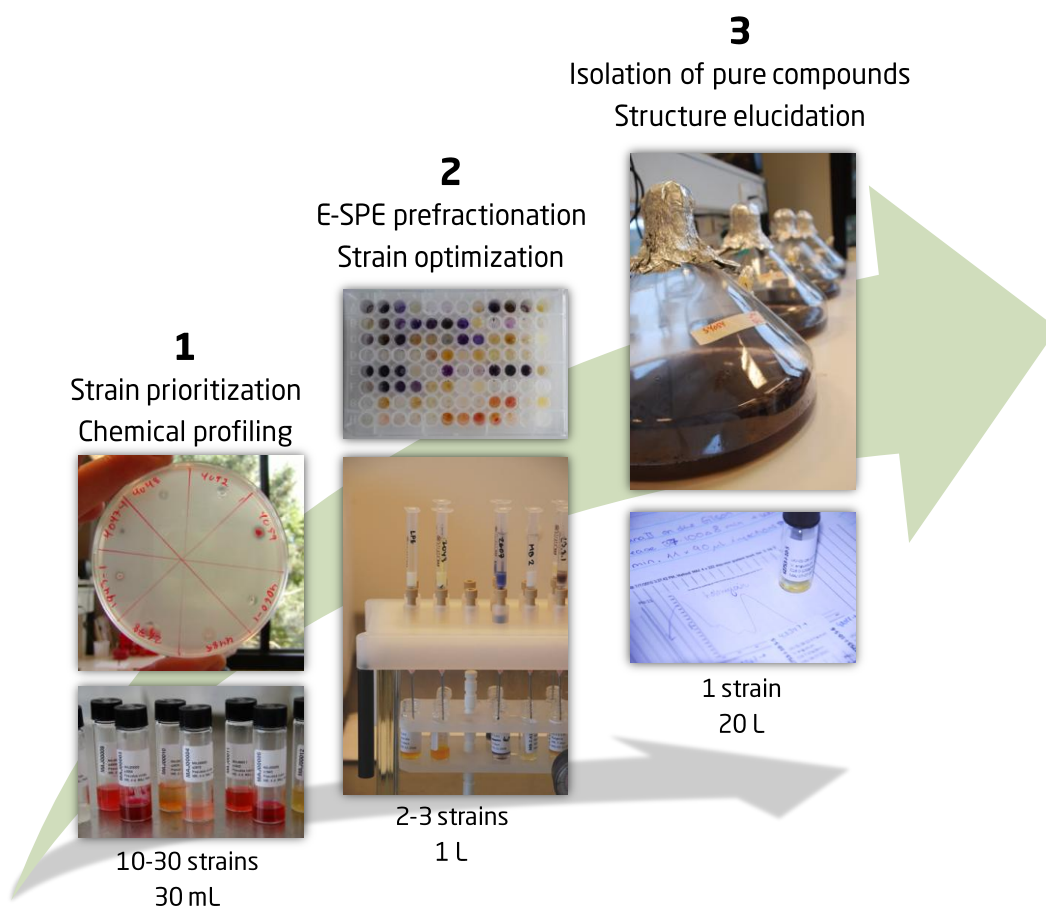 1
Strain prioritization
Chemical profiling
10-30 strains
30 mL
2
E-SPE prefractionation
Strain optimization
2-3 strains
1 L
3
Isolation of pure compounds
Structure elucidation
1 strain
20 L